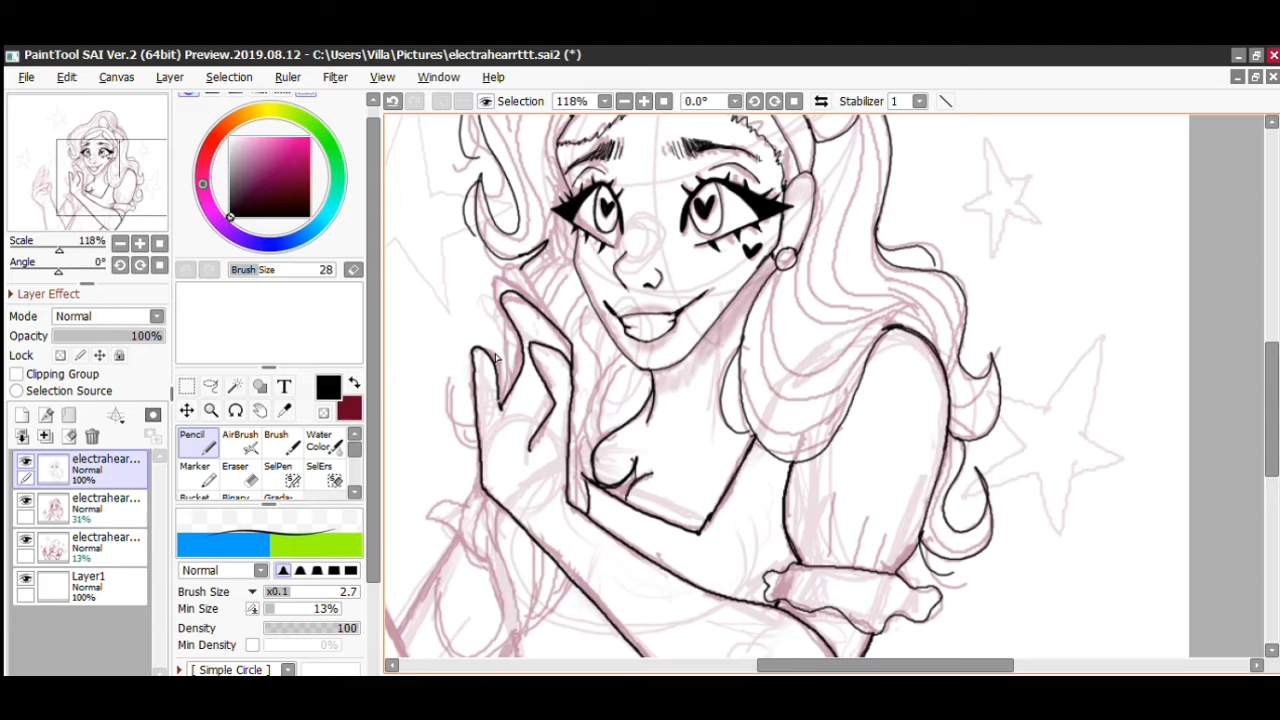 PaintTool SAI Ver.2 (64bit) Preview.2019.08.12 - C:\Users\Villa\Pictures\electrahearrttt.sai2 (*)
File Edit Canvas Layer Selection Ruler Filter View Window Help
Selection 118% 0.0° Stabilizer 1
Scale 118%
Angle 0°
Layer Effect
Mode Normal
Opacity 100%
Lock
Clipping Group
Selection Source
electrahear...
Normal
100%
electrahear...
Normal
31%
electrahear...
Normal
13%
Layer1
Normal
100%
Brush Size 28
T
Pencil AirBrush Brush Water Color
Marker Eraser SelPen SelErs
Bucket Binary Grada-
Normal
Brush Size x0.1 2.7
Min Size 13%
Density 100
Min Density 0%
[ Simple Circle ]